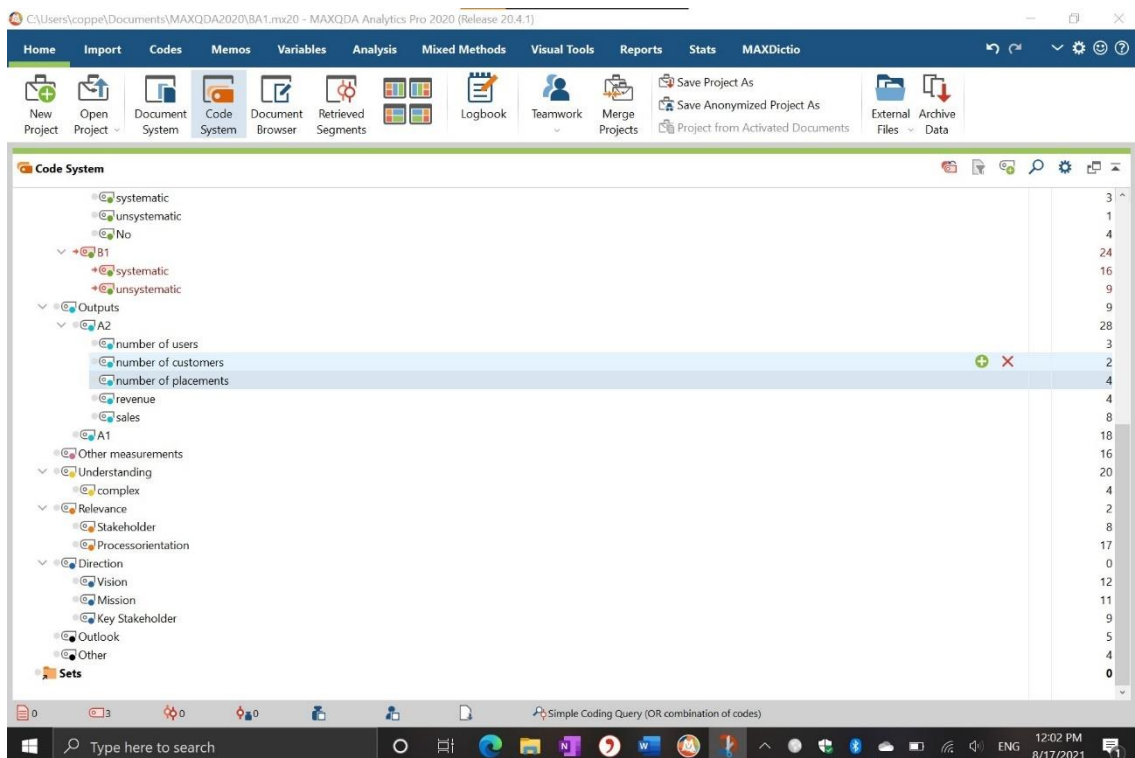 C:\Users\coppe\Documents\MAXQDA2020\BA1.mx20 - MAXQDA Analytics Pro 2020 (Release 20.4.1)
Home Import Codes Memos Variables Analysis Mixed Methods Visual Tools Reports Stats MAXDictio
New Project
Open Project
Document System
Code System
Document Browser
Retrieved Segments
Logbook
Teamwork
Merge Projects
Save Project As
Save Anonymized Project As
Project from Activated Documents
External Files
Archive Data
Code System
systematic 3
unsystematic 1
No 4
B1 24
systematic 16
unsystematic 9
Outputs 9
A2 28
number of users 3
number of customers 2
number of placements 4
revenue 4
sales 8
A1 18
Other measurements 16
Understanding 20
complex 4
Relevance 2
Stakeholder 8
Processorientation 17
Direction 0
Vision 12
Mission 11
Key Stakeholder 9
Outlook 5
Other 4
Sets 0
0 3 0 0 Simple Coding Query (OR combination of codes)
Type here to search ENG 12:02 PM
8/17/2021